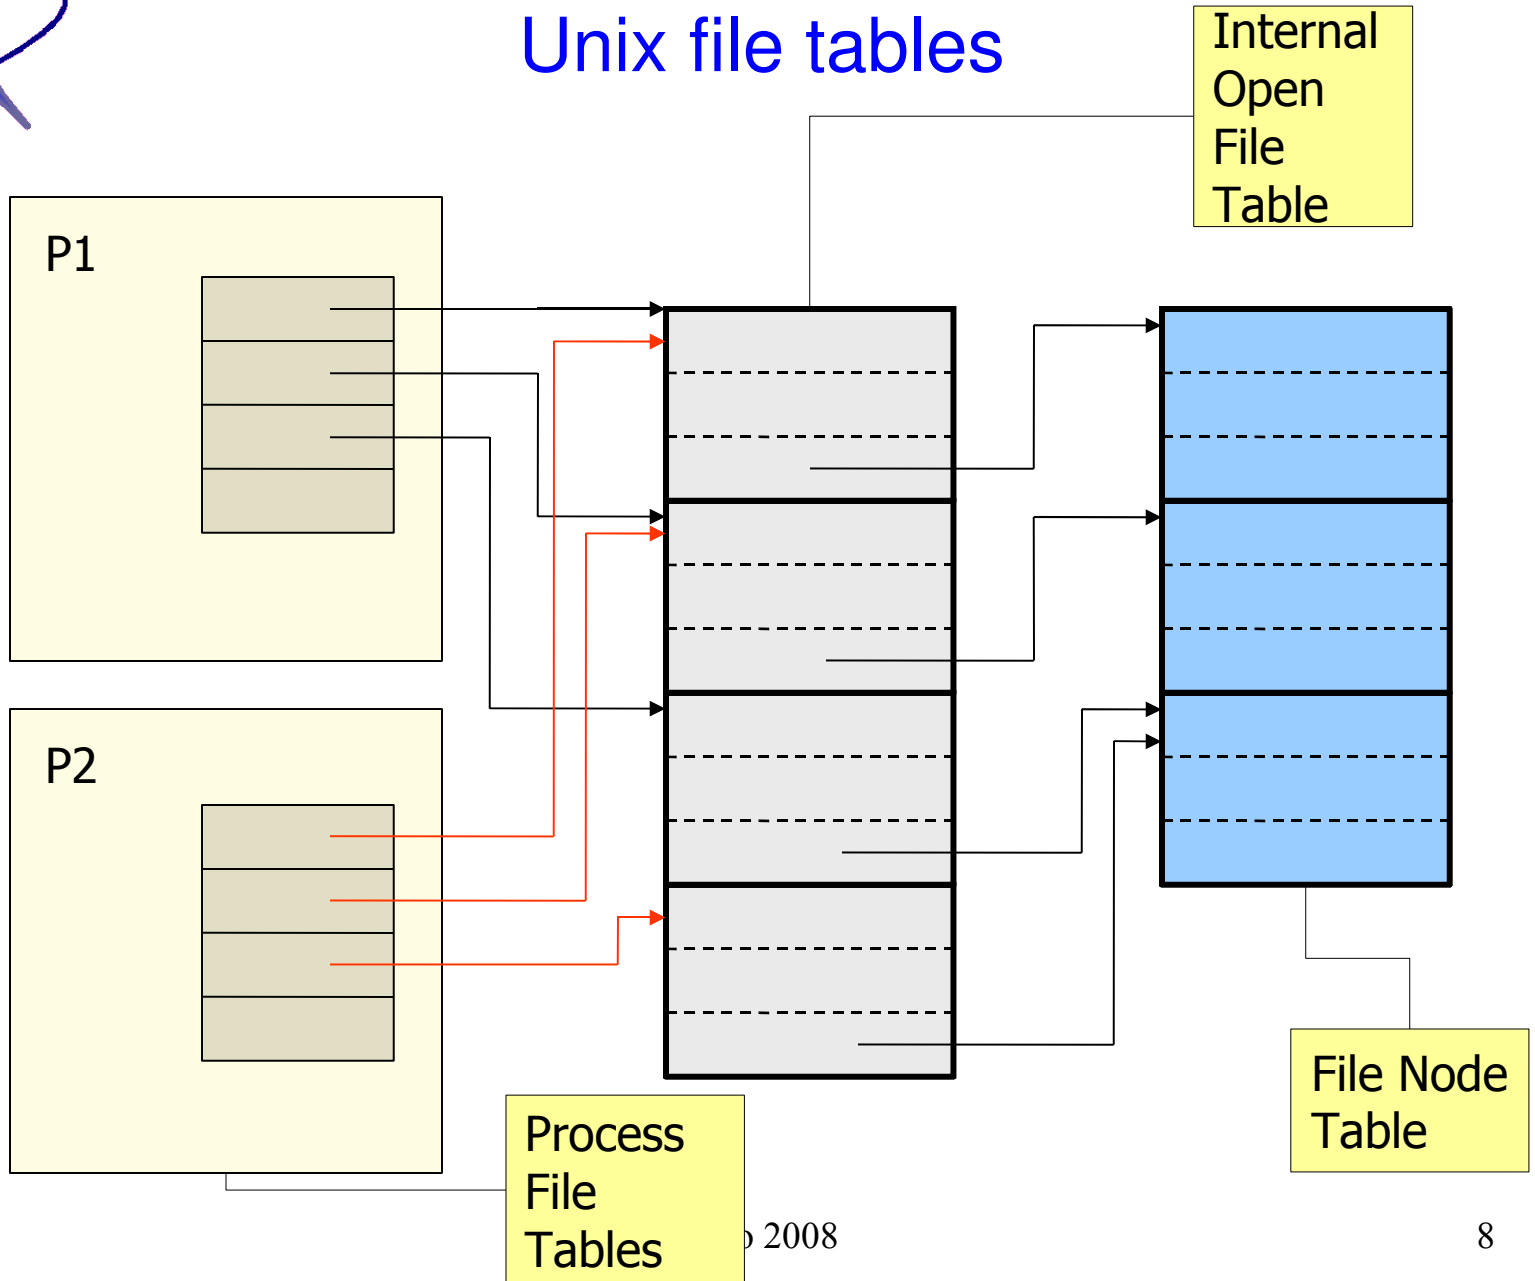 Unix file tables
Internal
Open
File
Table
P1
P2
File Node
Table
Process
File
Tables
2008
8